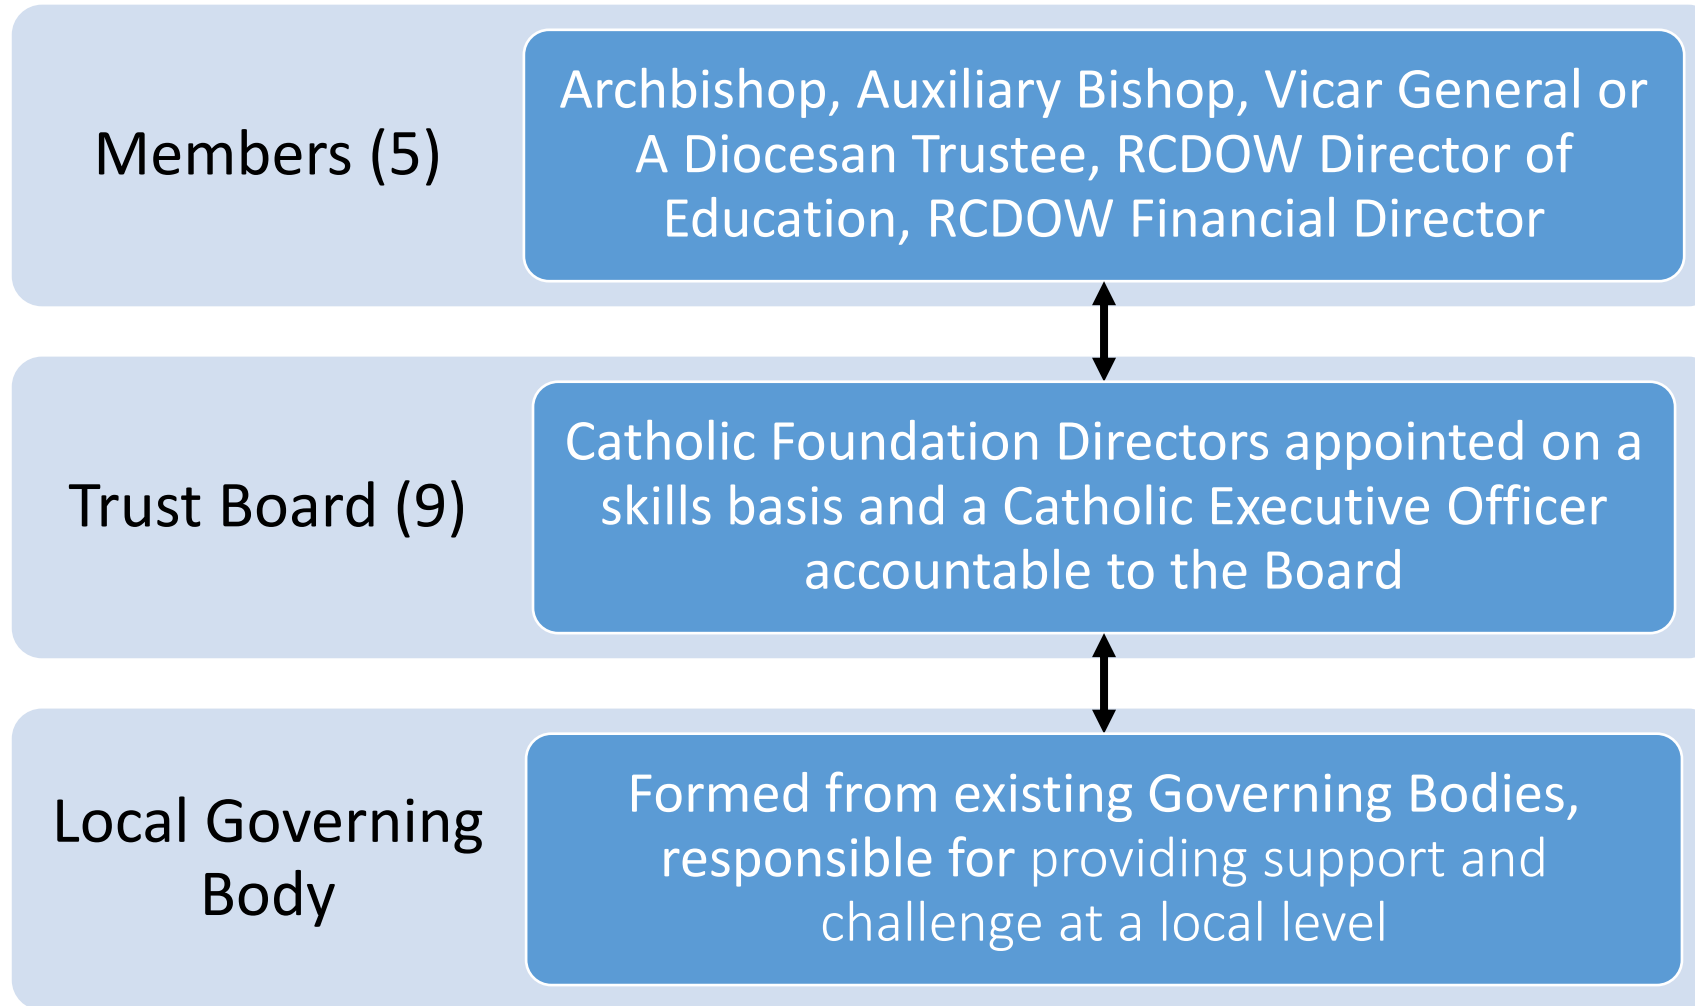 Members (5)
Archbishop, Auxiliary Bishop, Vicar General or
A Diocesan Trustee, RCDOW Director of
Education, RCDOW Financial Director
Trust Board (9)
Catholic Foundation Directors appointed on a
skills basis and a Catholic Executive Officer
accountable to the Board
Local Governing
Body
Formed from existing Governing Bodies,
responsible for providing support and
challenge at a local level